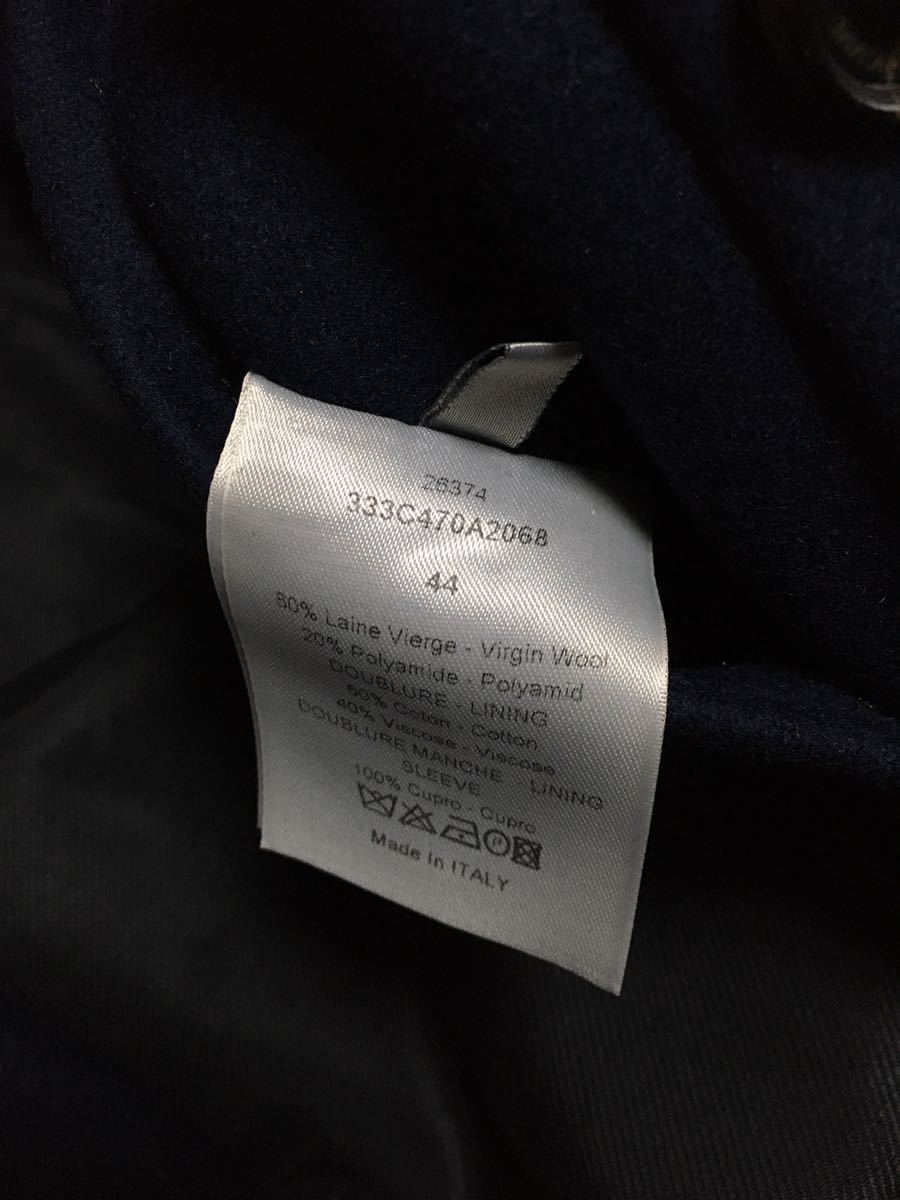 26374
333C470A2068
44
80% Laine Vierge - Virgin Wool
20% Polyamide - Polyamid
DOUBLURE - LINING
60% Coton - Cotton
40% Viscose - Viscose
DOUBLURE MANCHE - LINING
SLEEVE
100% Cupro - Cupro
Made In ITALY